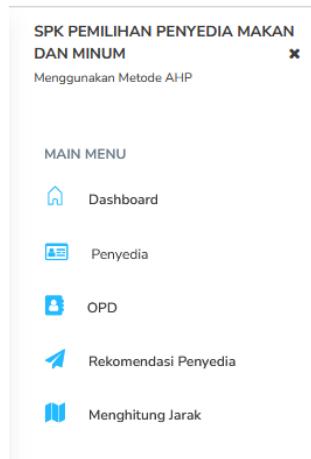 SPK PEMILIHAN PENYEDIA MAKAN
DAN MINUM
Menggunakan Metode AHP
MAIN MENU
Dashboard
Penyedia
OPD
Rekomendasi Penyedia
Menghitung Jarak